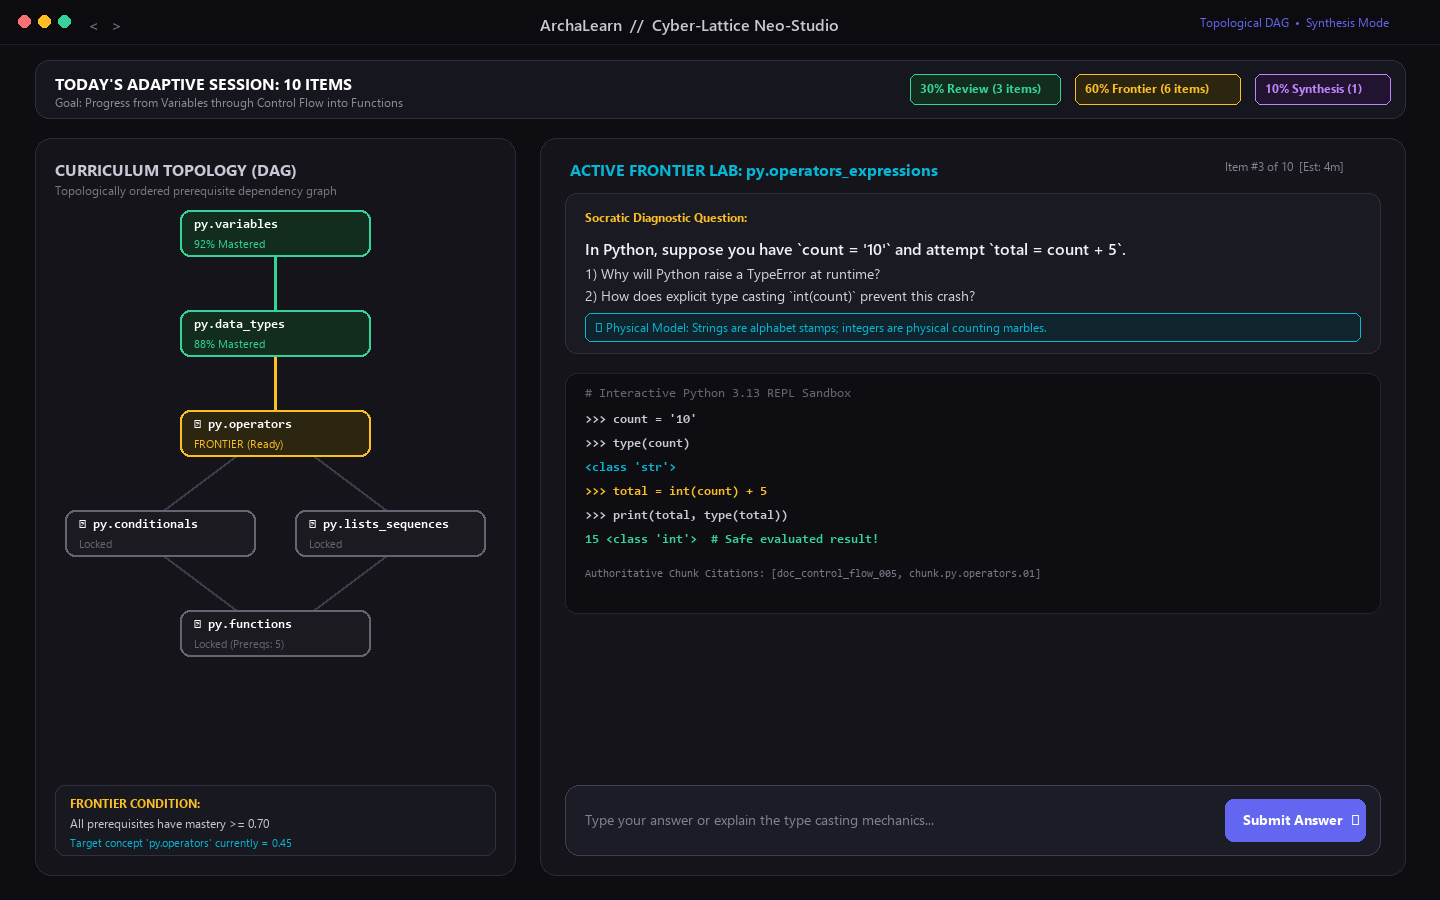 < >
ArchaLearn // Cyber-Lattice Neo-Studio
Topological DAG • Synthesis Mode
TODAY'S ADAPTIVE SESSION: 10 ITEMS
Goal: Progress from Variables through Control Flow into Functions
30% Review (3 items)
60% Frontier (6 items)
10% Synthesis (1)
CURRICULUM TOPOLOGY (DAG)
Topologically ordered prerequisite dependency graph
py.variables
92% Mastered
py.data_types
88% Mastered
py.operators
FRONTIER (Ready)
py.conditionals
Locked
py.lists_sequences
Locked
py.functions
Locked (Prereqs: 5)
FRONTIER CONDITION:
All prerequisites have mastery >= 0.70
Target concept 'py.operators' currently = 0.45
ACTIVE FRONTIER LAB: py.operators_expressions
Item #3 of 10 [Est: 4m]
Socratic Diagnostic Question:
In Python, suppose you have `count = '10'` and attempt `total = count + 5`.
1) Why will Python raise a TypeError at runtime?
2) How does explicit type casting `int(count)` prevent this crash?
Physical Model: Strings are alphabet stamps; integers are physical counting marbles.
# Interactive Python 3.13 REPL Sandbox
>>> count = '10'
>>> type(count)
<class 'str'>
>>> total = int(count) + 5
>>> print(total, type(total))
15 <class 'int'>  # Safe evaluated result!
Authoritative Chunk Citations: [doc_control_flow_005, chunk.py.operators.01]
Type your answer or explain the type casting mechanics...
Submit Answer